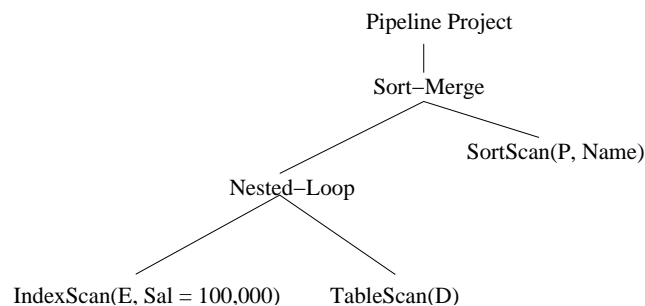 Pipeline Project
Sort−Merge
SortScan(P, Name)
Nested−Loop
IndexScan(E, Sal = 100,000)
TableScan(D)